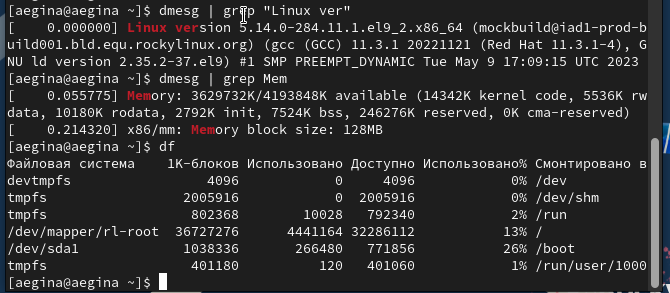 [aegina@aegina ~]$ dmesg | grep "Linux ver"
[    0.000000] Linux version 5.14.0-284.11.1.el9_2.x86_64 (mockbuild@iad1-prod-b
uild001.bld.equ.rockylinux.org) (gcc (GCC) 11.3.1 20221121 (Red Hat 11.3.1-4), G
NU ld version 2.35.2-37.el9) #1 SMP PREEMPT_DYNAMIC Tue May 9 17:09:15 UTC 2023
[aegina@aegina ~]$ dmesg | grep Mem
[    0.055775] Memory: 3629732K/4193848K available (14342K kernel code, 5536K rw
data, 10180K rodata, 2792K init, 7524K bss, 246276K reserved, 0K cma-reserved)
[    0.214320] x86/mm: Memory block size: 128MB
[aegina@aegina ~]$ df
Файловая система    1K-блоков Использовано Доступно Использовано% Cмонтировано в
devtmpfs                 4096            0     4096            0% /dev
tmpfs                 2005916            0  2005916            0% /dev/shm
tmpfs                  802368        10028   792340            2% /run
/dev/mapper/rl-root  36727276      4441164 32286112           13% /
/dev/sda1             1038336       266480   771856           26% /boot
tmpfs                  401180          120   401060            1% /run/user/1000
[aegina@aegina ~]$